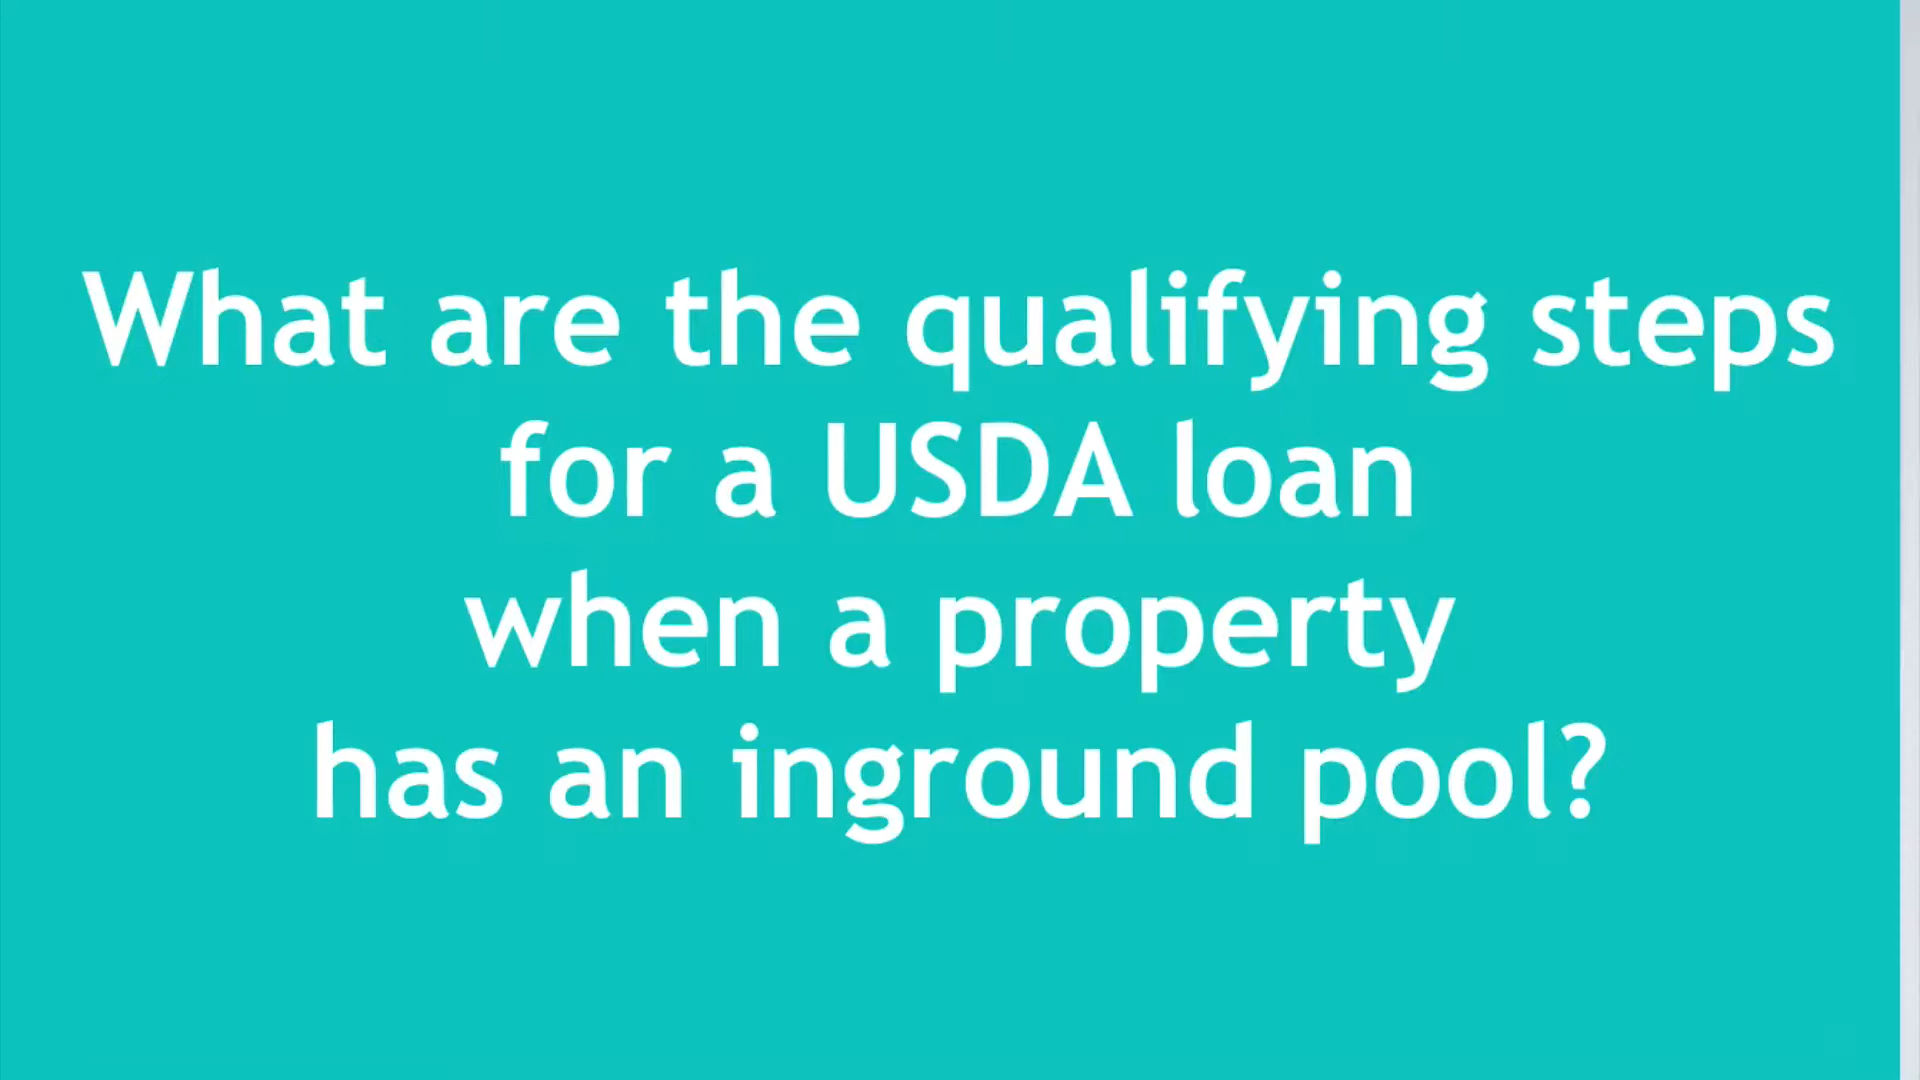 What are the qualifying steps
for a USDA loan
when a property
has an inground pool?